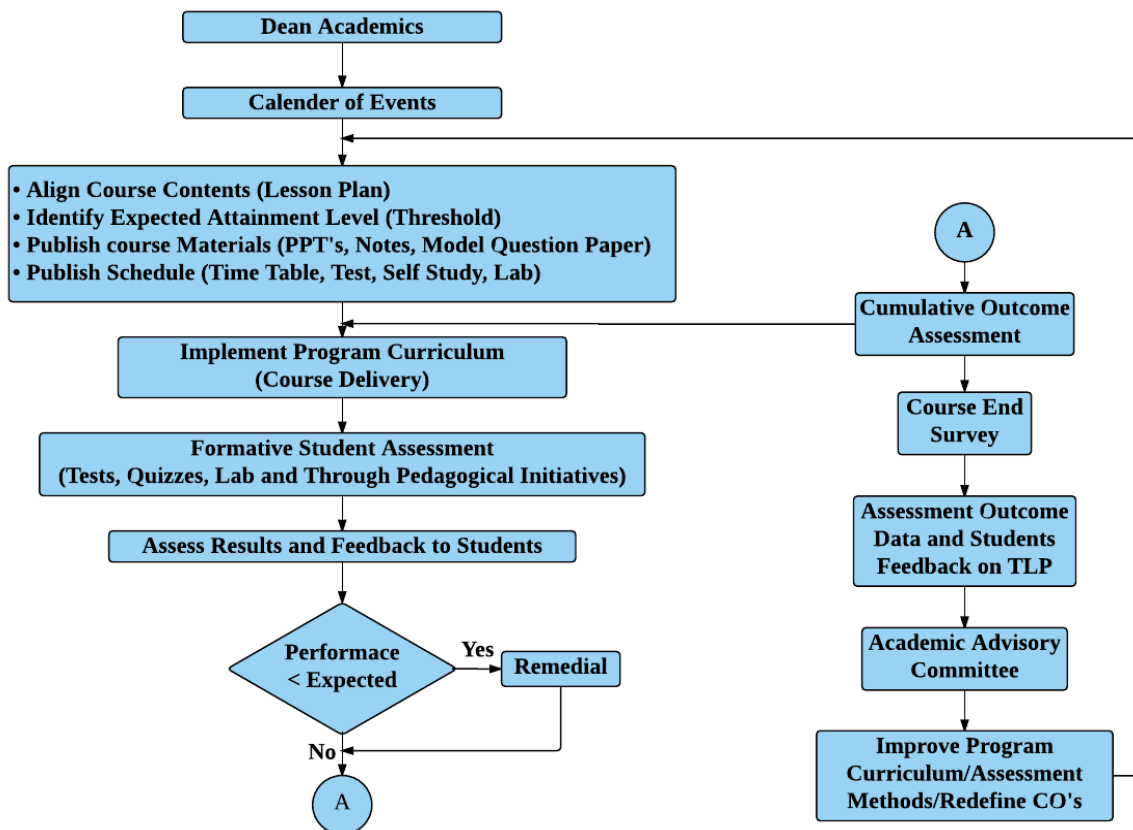 Dean Academics
Calender of Events
• Align Course Contents (Lesson Plan)
• Identify Expected Attainment Level (Threshold)
• Publish course Materials (PPT's, Notes, Model Question Paper)
• Publish Schedule (Time Table, Test, Self Study, Lab)
Implement Program Curriculum
(Course Delivery)
Formative Student Assessment
(Tests, Quizzes, Lab and Through Pedagogical Initiatives)
Assess Results and Feedback to Students
Performace
< Expected
Yes
Remedial
No
A
A
Cumulative Outcome
Assessment
Course End
Survey
Assessment Outcome
Data and Students
Feedback on TLP
Academic Advisory
Committee
Improve Program
Curriculum/Assessment
Methods/Redefine CO's